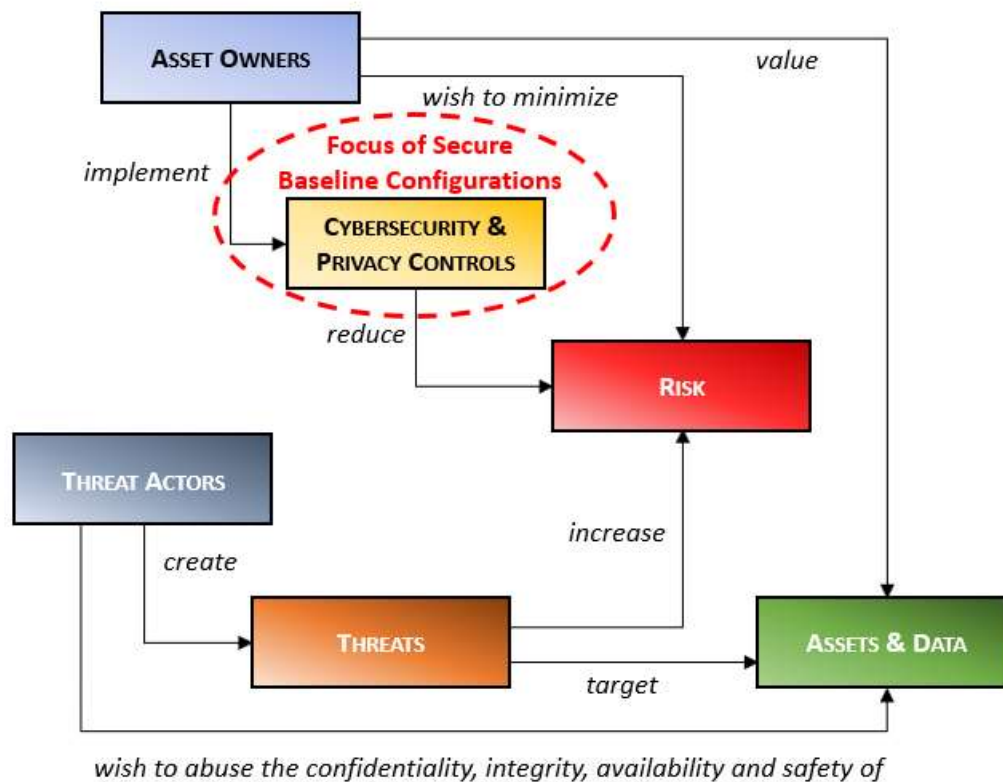 ASSET OWNERS
value
wish to minimize
implement
Focus of Secure
Baseline Configurations
CYBERSECURITY &
PRIVACY CONTROLS
reduce
RISK
THREAT ACTORS
increase
create
THREATS
ASSETS & DATA
target
wish to abuse the confidentiality, integrity, availability and safety of